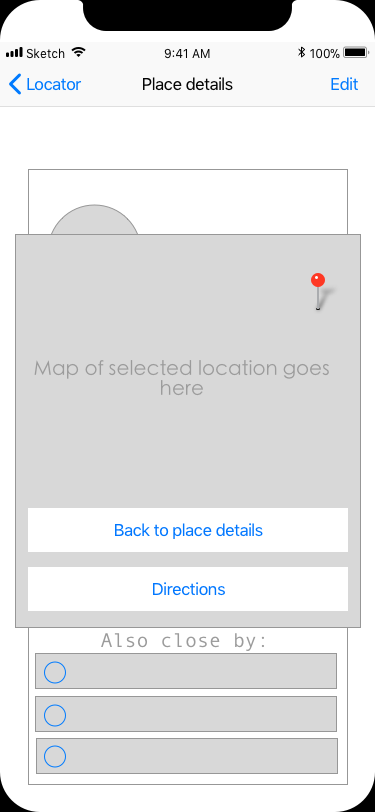 Sketch 9:41 AM 100%
Locator Place details Edit
Map of selected location goes
here
Back to place details
Directions
Also close by: